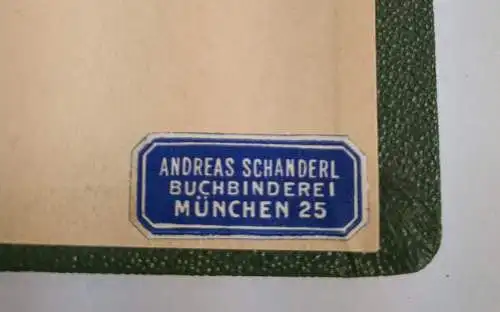 ANDREAS SCHANDERL
BUCHBINDEREI
MÜNCHEN 25